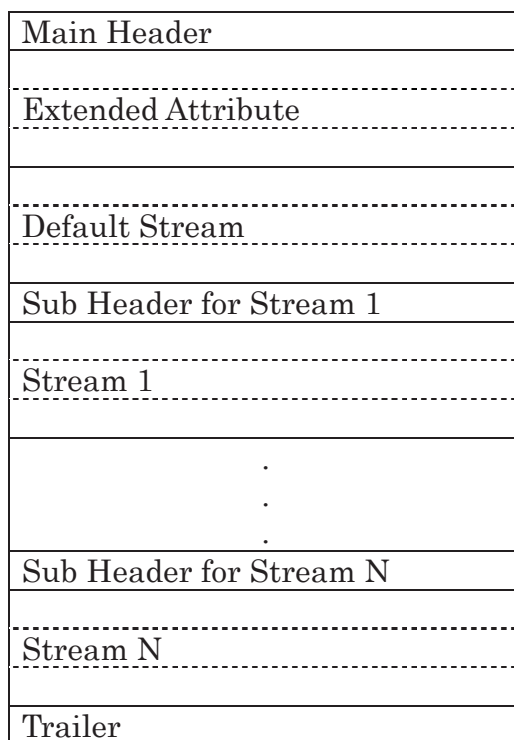 Main Header
Extended Attribute
Default Stream
Sub Header for Stream 1
Stream 1
.
.
.
Sub Header for Stream N
Stream N
Trailer